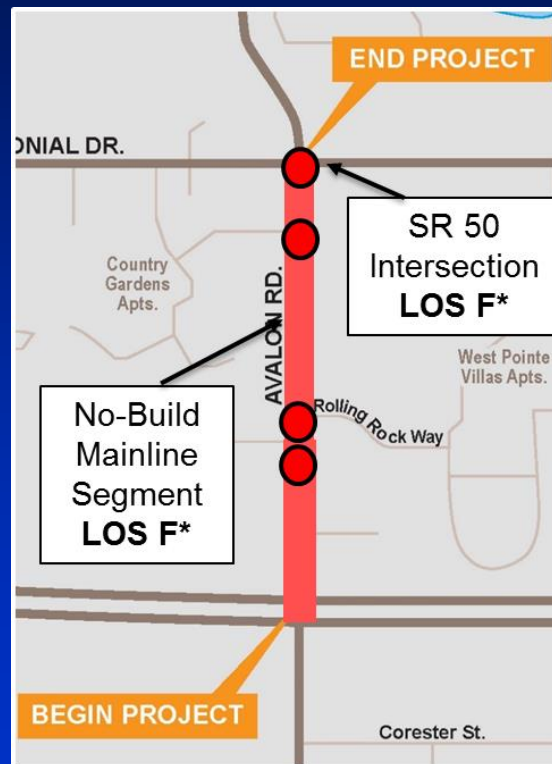 END PROJECT
ONIAL DR.
SR 50
Intersection
LOS F*
Country
Gardens
Apts.
AVALON RD.
West Pointe
Villas Apts.
No-Build
Mainline
Segment
LOS F*
Rolling Rock Way
BEGIN PROJECT
Corester St.